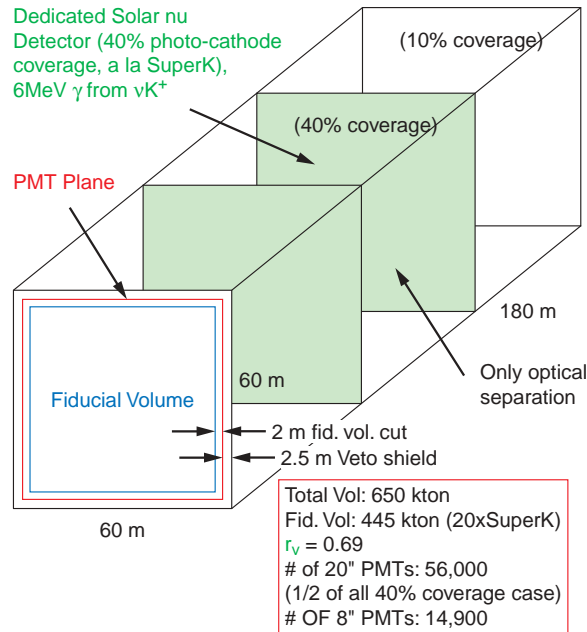 Dedicated Solar nu
Detector (40% photo-cathode
coverage, a la SuperK),
6MeV γ from νK⁺
(10% coverage)
(40% coverage)
PMT Plane
180 m
60 m
Only optical
separation
Fiducial Volume
2 m fid. vol. cut
2.5 m Veto shield
60 m
Total Vol: 650 kton
Fid. Vol: 445 kton (20xSuperK)
rᵥ = 0.69
# of 20" PMTs: 56,000
(1/2 of all 40% coverage case)
# OF 8" PMTs: 14,900